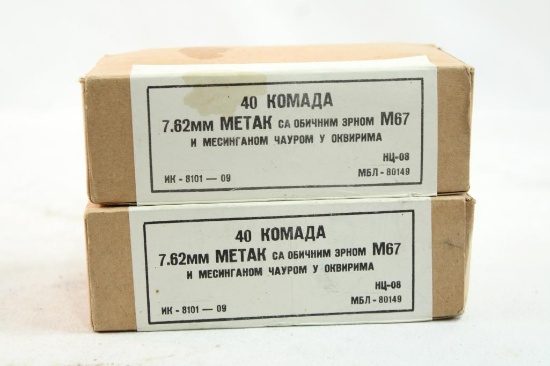 40 КОМАДА
7.62мм МЕТАК СА ОБИЧНИМ ЗРНОМ М67
И МЕСИНГАНОМ ЧАУРОМ У ОКВИРИМА
НЦ-08
ИК - 8101 — 09 МБЛ - 80149
40 КОМАДА
7.62мм МЕТАК СА ОБИЧНИМ ЗРНОМ М67
И МЕСИНГАНОМ ЧАУРОМ У ОКВИРИМА
НЦ-08
ИК - 8101 — 09 МБЛ - 80149